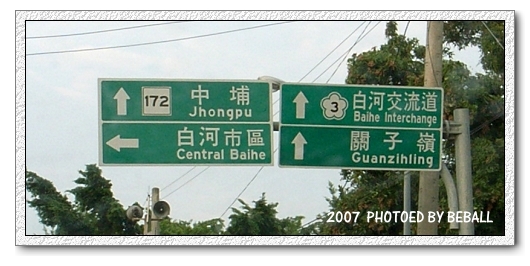 172 中埔
Jhongpu
白河市區
Central Baihe
3 白河交流道
Baihe Interchange
關子嶺
Guanzihling
2007 PHOTOED BY BEBALL